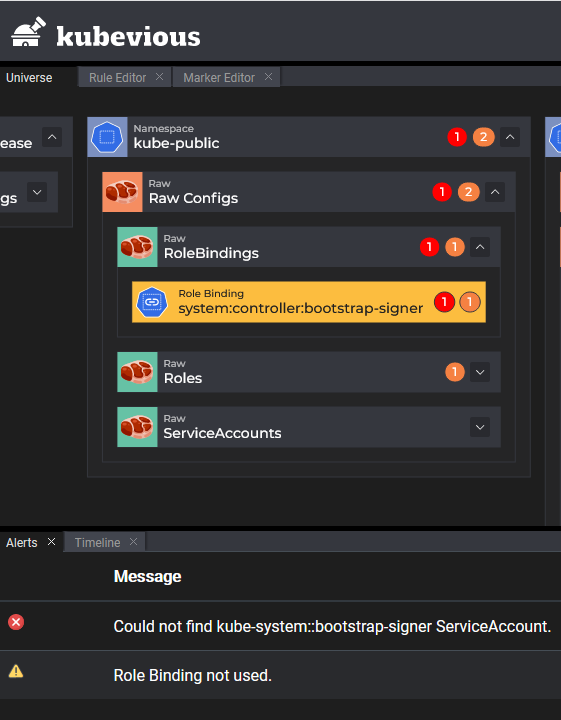 kubevious
Universe
Rule Editor
Marker Editor
ease
gs
Namespace
kube-public
1 2
Raw
Raw Configs
1 2
Raw
RoleBindings
1 1
Role Binding
system:controller:bootstrap-signer
1 1
Raw
Roles
1
Raw
ServiceAccounts
Alerts
Timeline
Message
Could not find kube-system::bootstrap-signer ServiceAccount.
Role Binding not used.